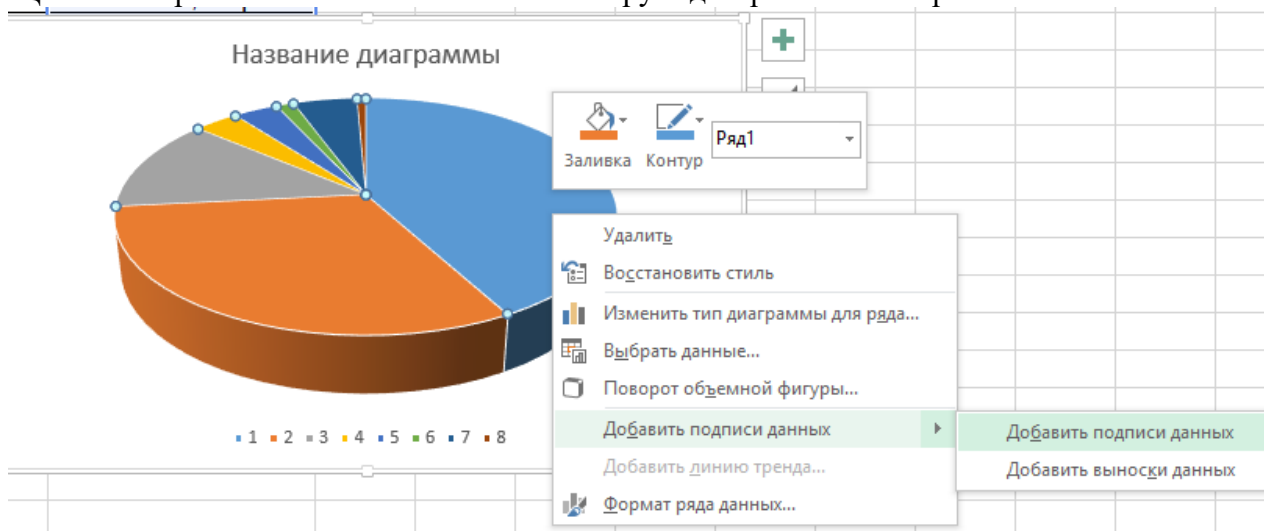 Название диаграммы
Заливка Контур Ряд1
Удалить
Восстановить стиль
Изменить тип диаграммы для ряда...
Выбрать данные...
Поворот объемной фигуры...
Добавить подписи данных
Добавить подписи данных
Добавить линию тренда...
Добавить выноски данных
Формат ряда данных...
1 2 3 4 5 6 7 8